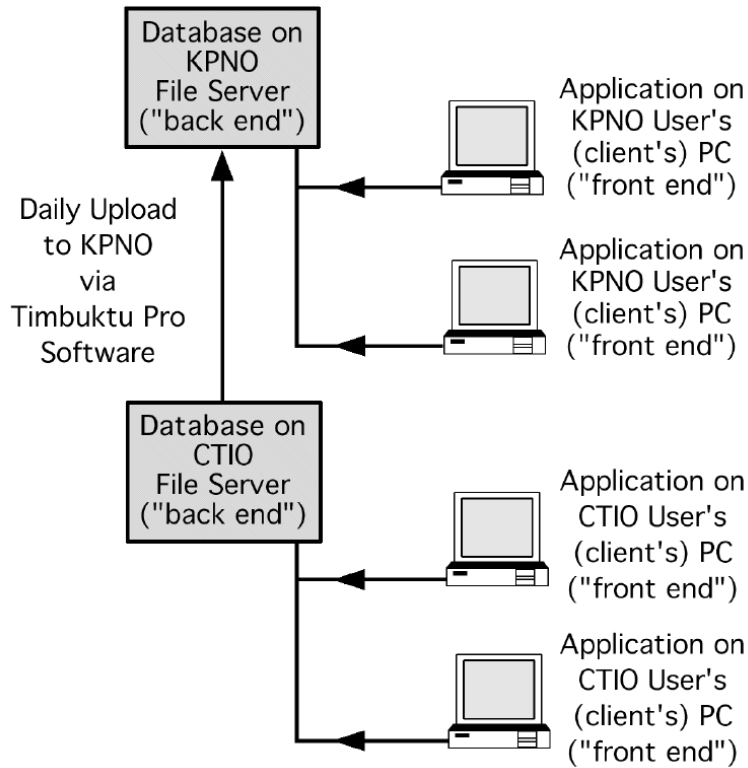 Database on
KPNO
File Server
("back end")
Application on
KPNO User's
(client's) PC
("front end")
Daily Upload
to KPNO
via
Timbuktu Pro
Software
Application on
KPNO User's
(client's) PC
("front end")
Database on
CTIO
File Server
("back end")
Application on
CTIO User's
(client's) PC
("front end")
Application on
CTIO User's
(client's) PC
("front end")